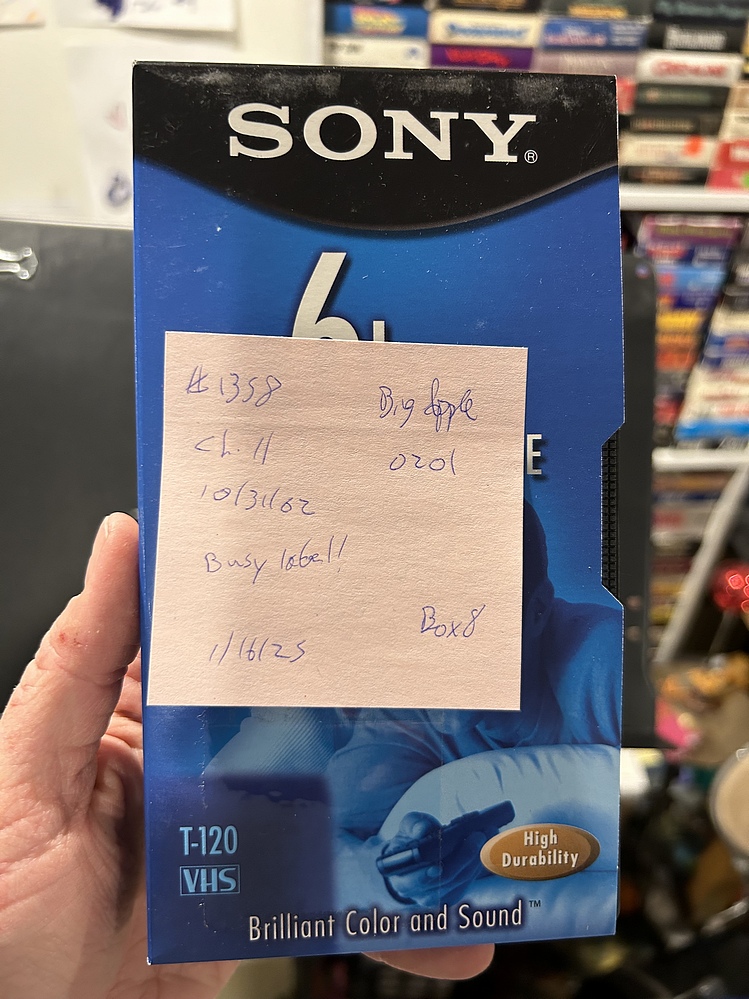 SONY®
6
E
#1358
Big Apple
Ch. 11
0201
10/31/02
Busy label!
Box 8
1/16/25
T-120
VHS
High
Durability
Brilliant Color and Sound™